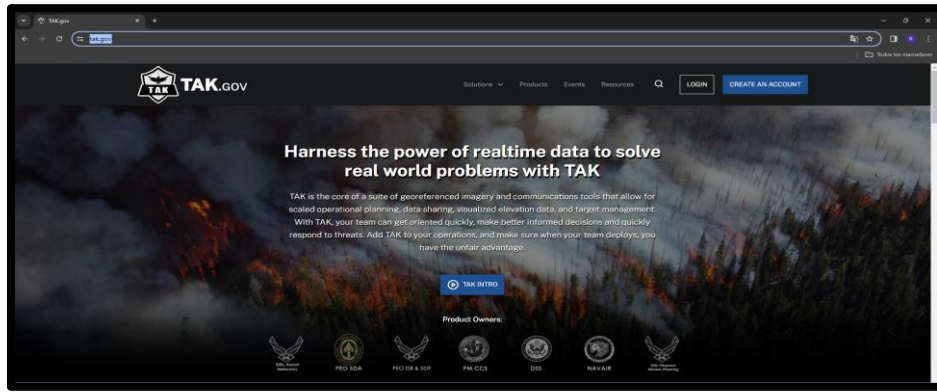 TAK.gov
tak.gov
Todos los marcadores
TAK
TAK.GOV
Solutions
Products
Events
Resources
LOGIN
CREATE AN ACCOUNT
Harness the power of realtime data to solve
real world problems with TAK
TAK is the core of a suite of georeferenced imagery and communications tools that allow for
scaled operational planning, data sharing, visualized elevation data, and target management.
With TAK, your team can get oriented quickly, make better informed decisions and quickly
respond to threats. Add TAK to your operations, and make sure when your team deploys, you
have the unfair advantage.
TAK INTRO
Product Owners:
PEO SDA
PEO ISR & SOF
PM CCS
DSS
NAVAIR